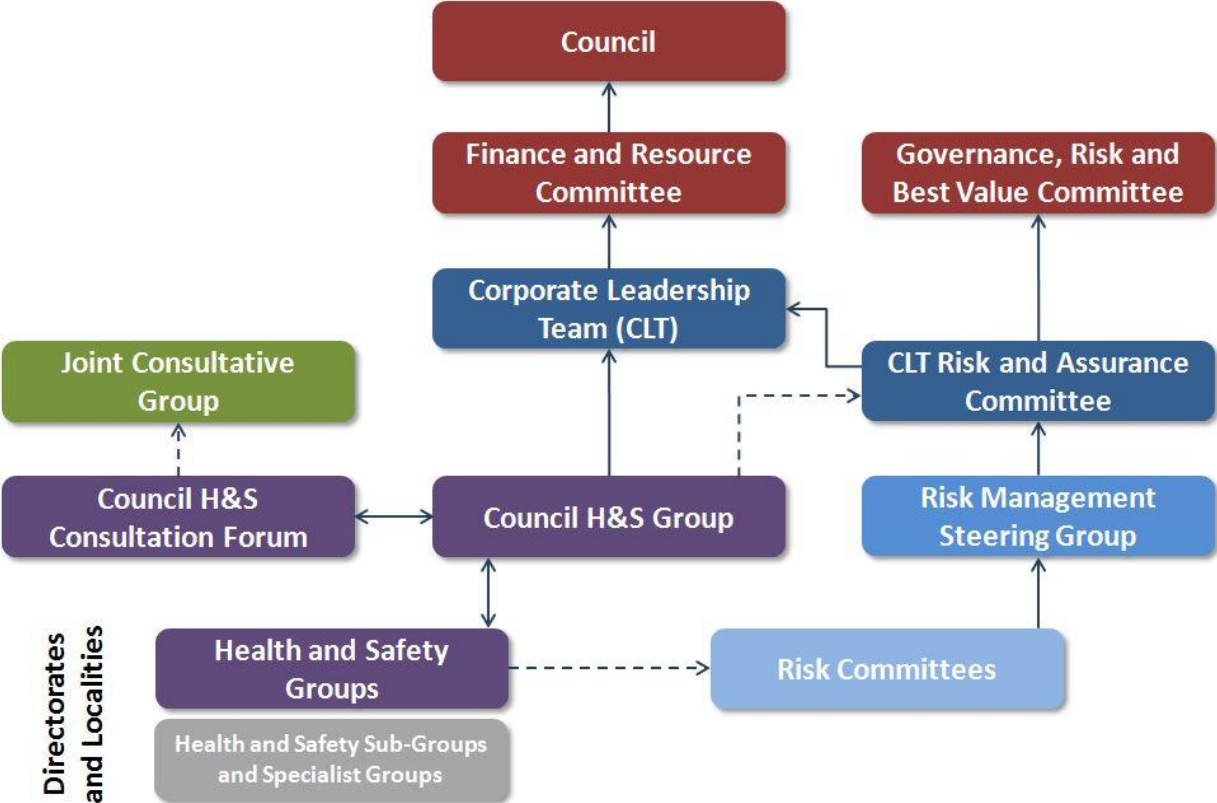 Council
Finance and Resource
Committee
Governance, Risk and
Best Value Committee
Corporate Leadership
Team (CLT)
Joint Consultative
Group
CLT Risk and Assurance
Committee
Council H&S
Consultation Forum
Council H&S Group
Risk Management
Steering Group
Directorates
and Localities
Health and Safety
Groups
Risk Committees
Health and Safety Sub-Groups
and Specialist Groups